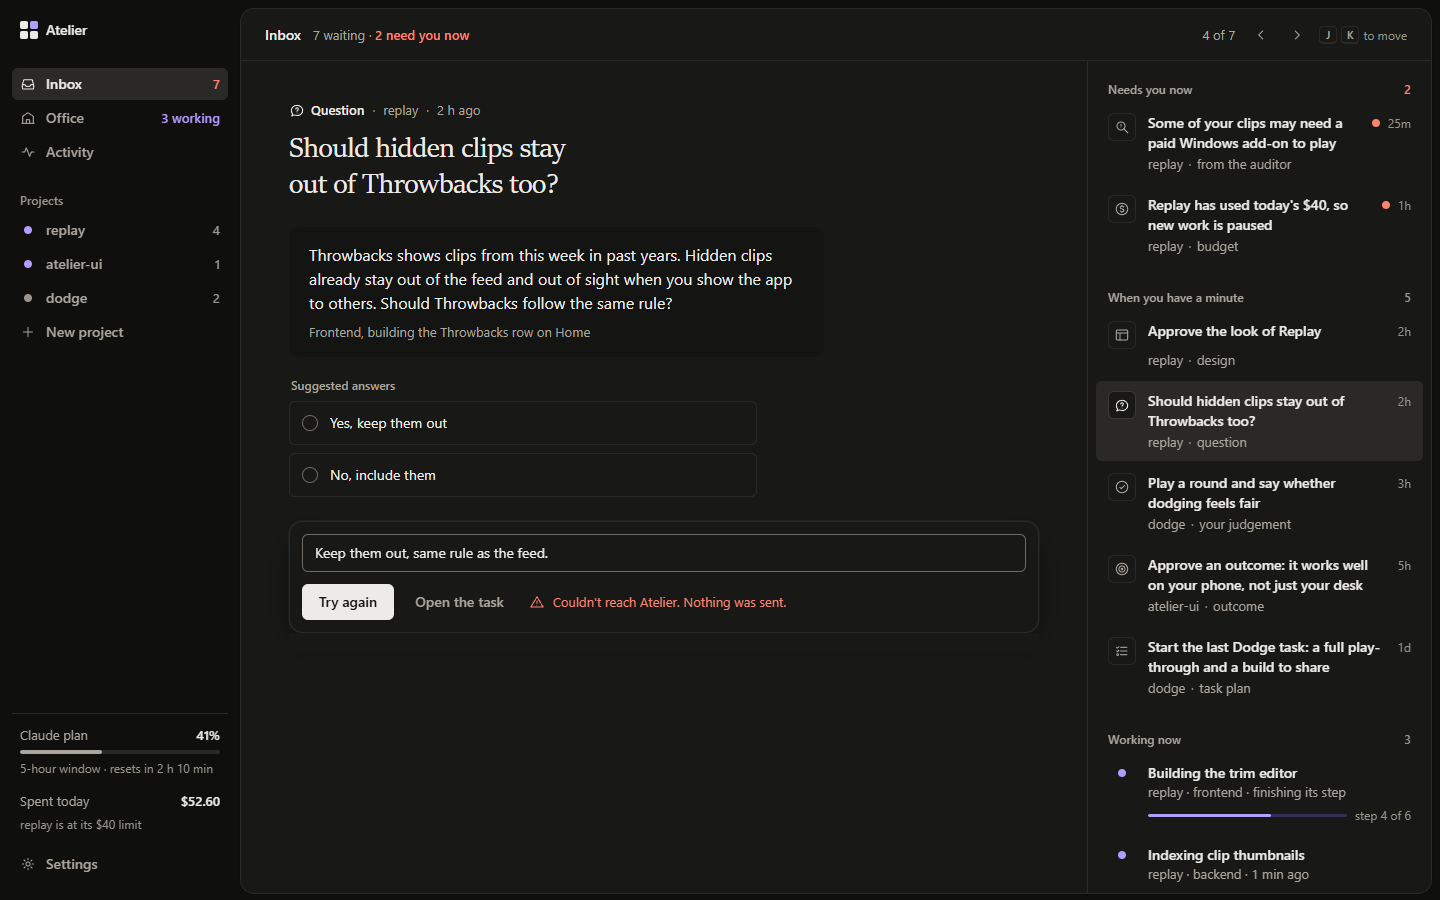 Atelier
Inbox 7
Office 3 working
Activity
Projects
replay 4
atelier-ui 1
dodge 2
New project
Claude plan 41%
5-hour window · resets in 2 h 10 min
Spent today $52.60
replay is at its $40 limit
Settings
Inbox 7 waiting · 2 need you now
4 of 7 J K to move
Question · replay · 2 h ago
Should hidden clips stay
out of Throwbacks too?
Throwbacks shows clips from this week in past years. Hidden clips
already stay out of the feed and out of sight when you show the app
to others. Should Throwbacks follow the same rule?
Frontend, building the Throwbacks row on Home
Suggested answers
Yes, keep them out
No, include them
Keep them out, same rule as the feed.
Try again Open the task Couldn't reach Atelier. Nothing was sent.
Needs you now 2
Some of your clips may need a 25m
paid Windows add-on to play
replay · from the auditor
Replay has used today's $40, so 1h
new work is paused
replay · budget
When you have a minute 5
Approve the look of Replay 2h
replay · design
Should hidden clips stay out of 2h
Throwbacks too?
replay · question
Play a round and say whether 3h
dodging feels fair
dodge · your judgement
Approve an outcome: it works well 5h
on your phone, not just your desk
atelier-ui · outcome
Start the last Dodge task: a full play- 1d
through and a build to share
dodge · task plan
Working now 3
Building the trim editor
replay · frontend · finishing its step
step 4 of 6
Indexing clip thumbnails
replay · backend · 1 min ago